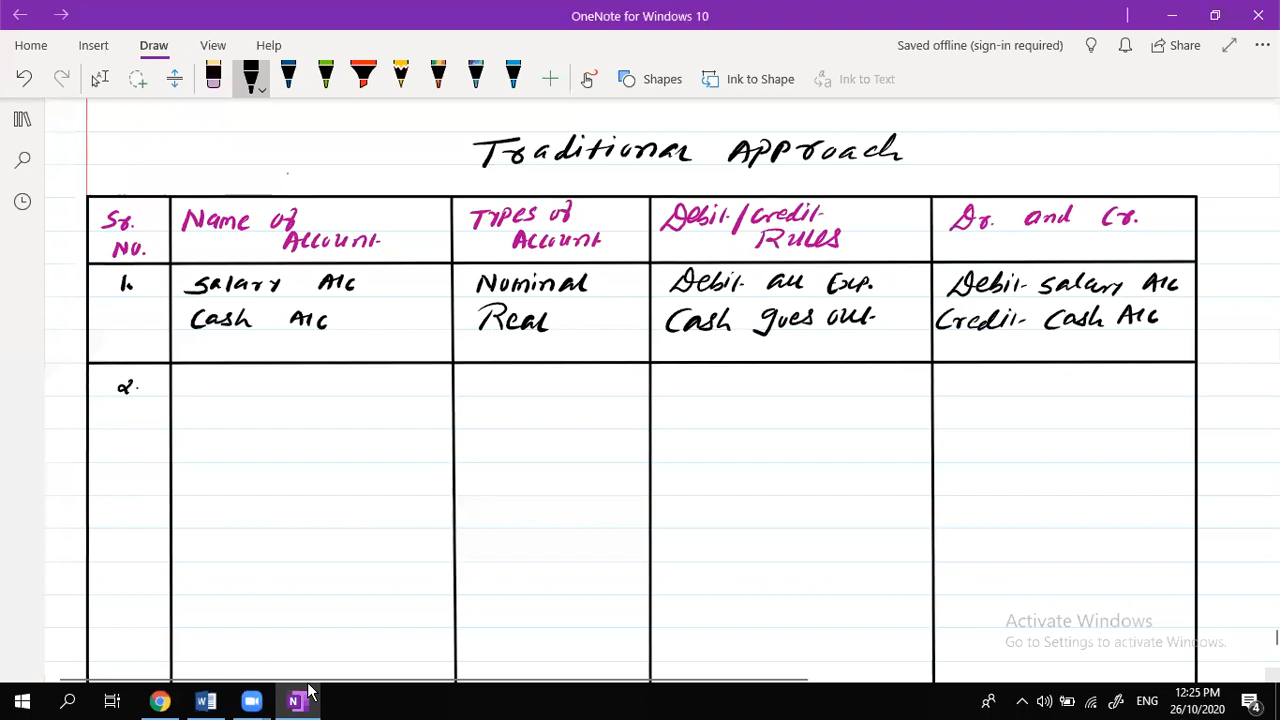 OneNote for Windows 10
Home Insert Draw View Help Saved offline (sign-in required) Share
Shapes Ink to Shape Ink to Text
Traditional Approach
Sr. No. Name of Account Types of Account Debit/Credit Rules Dr. and Cr.
1. Salary A/c Nominal Debit all Exp. Debit salary A/c
Cash A/c Real Cash goes out Credit Cash A/c
2.
Activate Windows
Go to Settings to activate Windows.
ENG
12:25 PM
26/10/2020
4